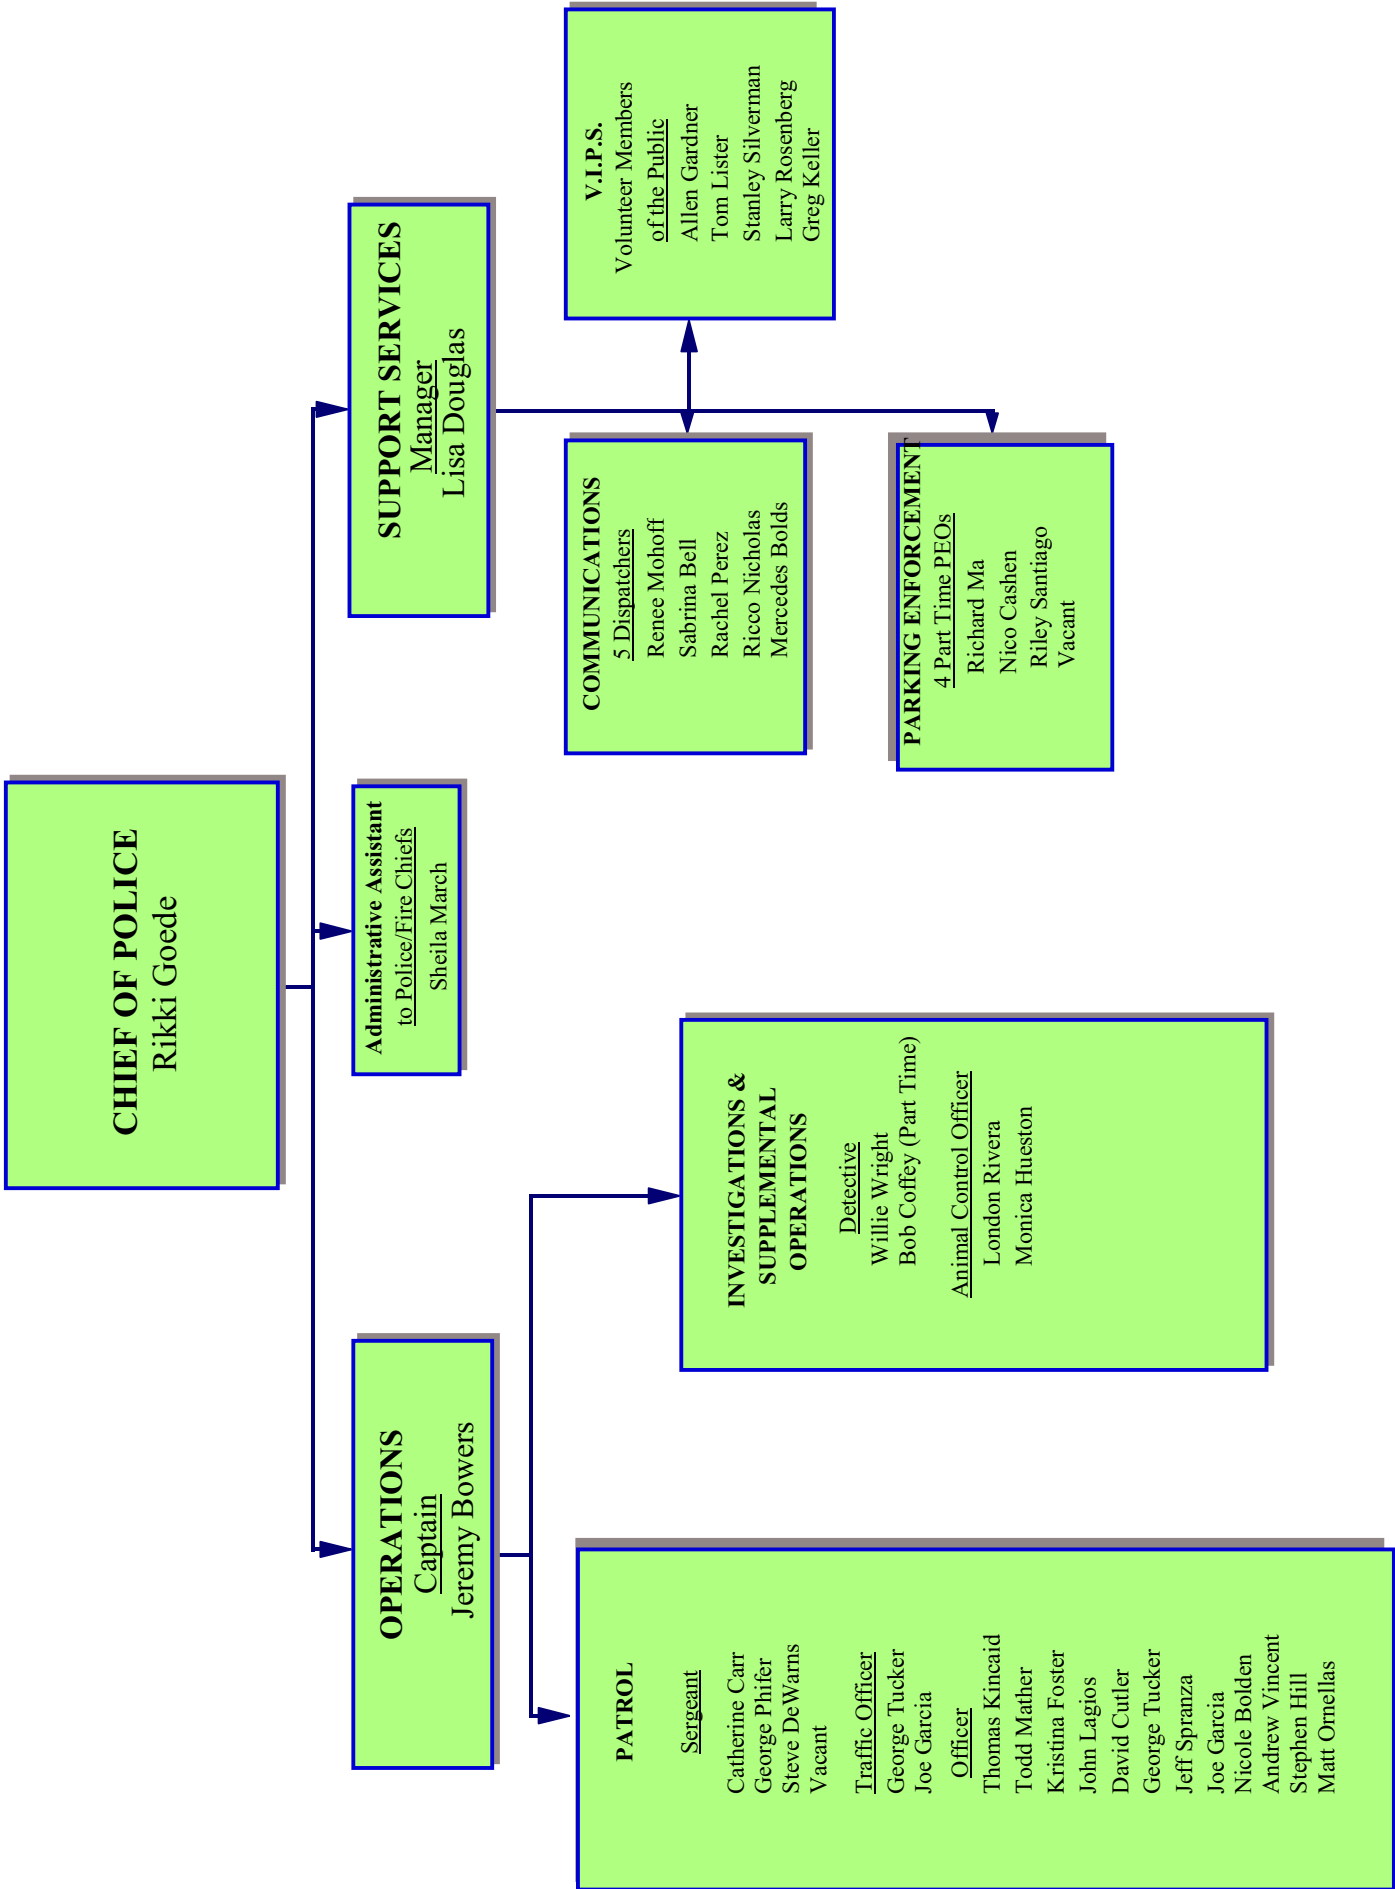 CHIEF OF POLICE
Rikki Goede
OPERATIONS
Captain
Jeremy Bowers
Administrative Assistant
to Police/Fire Chiefs
Sheila March
SUPPORT SERVICES
Manager
Lisa Douglas
PATROL
Sergeant
Catherine Carr
George Phifer
Steve DeWarns
Vacant
Traffic Officer
George Tucker
Joe Garcia
Officer
Thomas Kincaid
Todd Mather
Kristina Foster
John Lagios
David Cutler
George Tucker
Jeff Spranza
Joe Garcia
Nicole Bolden
Andrew Vincent
Stephen Hill
Matt Ornellas
INVESTIGATIONS &
SUPPLEMENTAL
OPERATIONS
Detective
Willie Wright
Bob Coffey (Part Time)
Animal Control Officer
London Rivera
Monica Hueston
COMMUNICATIONS
5 Dispatchers
Renee Mohoff
Sabrina Bell
Rachel Perez
Ricco Nicholas
Mercedes Bolds
V.I.P.S.
Volunteer Members
of the Public
Allen Gardner
Tom Lister
Stanley Silverman
Larry Rosenberg
Greg Keller
PARKING ENFORCEMENT
4 Part Time PEOs
Richard Ma
Nico Cashen
Riley Santiago
Vacant